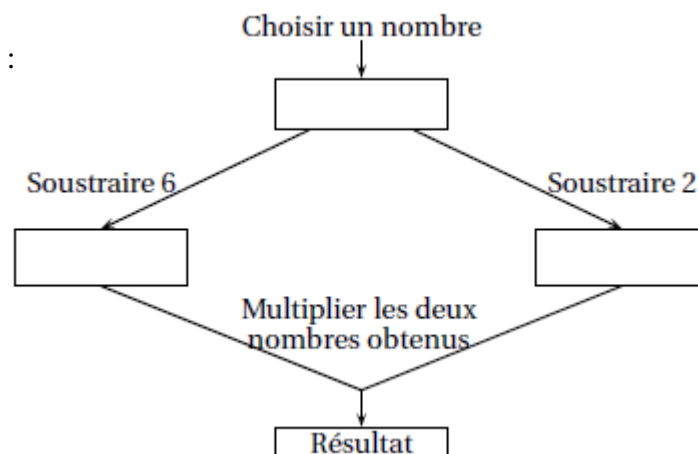 Choisir un nombre
:
Soustraire 6
Soustraire 2
Multiplier les deux
nombres obtenus
Résultat